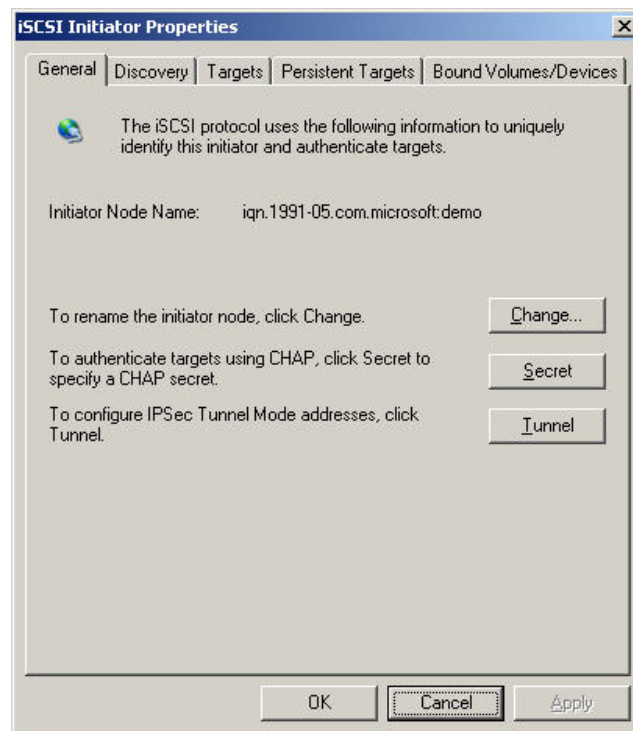 iSCSI Initiator Properties
General Discovery Targets Persistent Targets Bound Volumes/Devices
The iSCSI protocol uses the following information to uniquely
identify this initiator and authenticate targets.
Initiator Node Name: iqn.1991-05.com.microsoft:demo
To rename the initiator node, click Change.
Change...
To authenticate targets using CHAP, click Secret to
specify a CHAP secret.
Secret
To configure IPSec Tunnel Mode addresses, click
Tunnel.
Tunnel
OK Cancel Apply